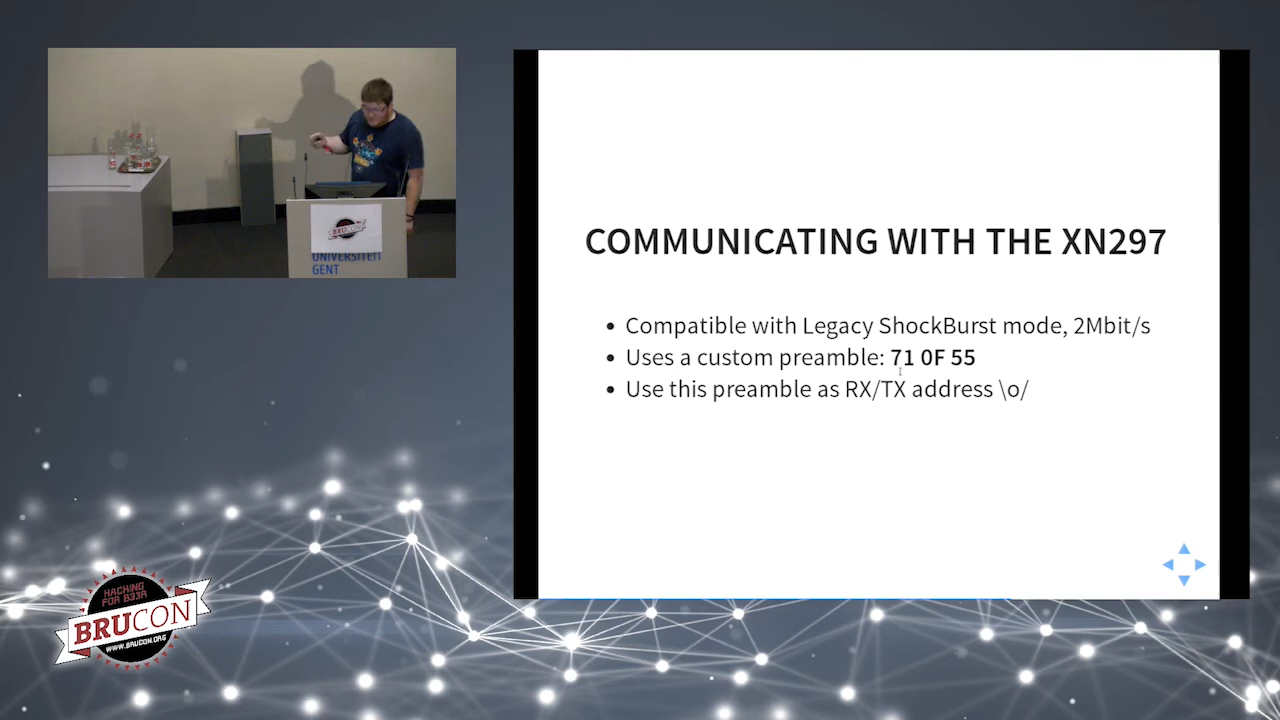 COMMUNICATING WITH THE XN297
Compatible with Legacy ShockBurst mode, 2Mbit/s
Uses a custom preamble: 71 0F 55
Use this preamble as RX/TX address \o/
BRUCON
UNIVERSITEIT
GENT
HACKING
FOR B33R
BRUCON
WWW.BRUCON.ORG